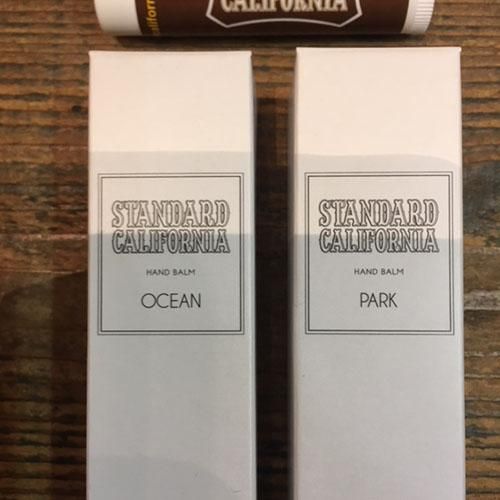 CALIFORNIA
STANDARD
CALIFORNIA
HAND BALM
OCEAN
STANDARD
CALIFORNIA
HAND BALM
PARK